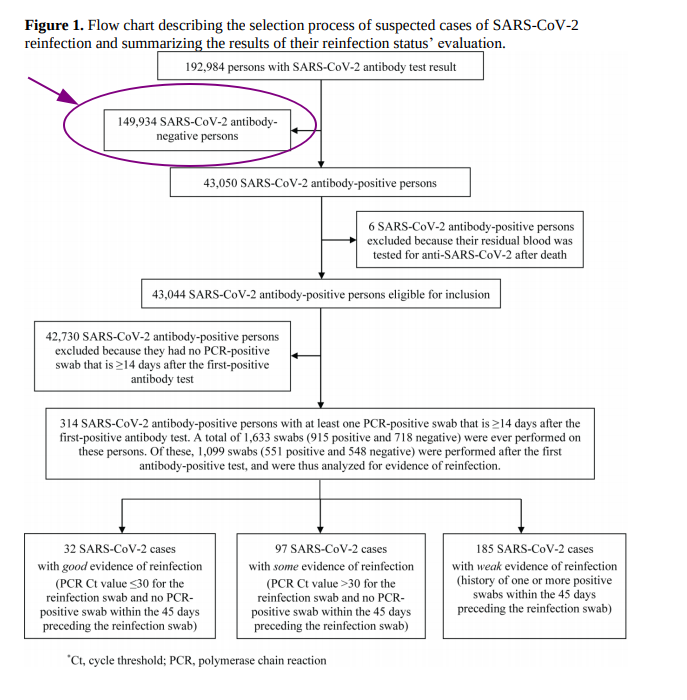 Figure 1. Flow chart describing the selection process of suspected cases of SARS-CoV-2
reinfection and summarizing the results of their reinfection status' evaluation.
192,984 persons with SARS-CoV-2 antibody test result
149,934 SARS-CoV-2 antibody-
negative persons
43,050 SARS-CoV-2 antibody-positive persons
6 SARS-CoV-2 antibody-positive persons
excluded because their residual blood was
tested for anti-SARS-CoV-2 after death
43,044 SARS-CoV-2 antibody-positive persons eligible for inclusion
42,730 SARS-CoV-2 antibody-positive persons
excluded because they had no PCR-positive
swab that is ≥14 days after the first-positive
antibody test
314 SARS-CoV-2 antibody-positive persons with at least one PCR-positive swab that is ≥14 days after the
first-positive antibody test. A total of 1,633 swabs (915 positive and 718 negative) were ever performed on
these persons. Of these, 1,099 swabs (551 positive and 548 negative) were performed after the first
antibody-positive test, and were thus analyzed for evidence of reinfection.
32 SARS-CoV-2 cases
with good evidence of reinfection
(PCR Ct value ≤30 for the
reinfection swab and no PCR-
positive swab within the 45 days
preceding the reinfection swab)
97 SARS-CoV-2 cases
with some evidence of reinfection
(PCR Ct value >30 for the
reinfection swab and no PCR-
positive swab within the 45 days
preceding the reinfection swab)
185 SARS-CoV-2 cases
with weak evidence of reinfection
(history of one or more positive
swabs within the 45 days
preceding the reinfection swab)
*Ct, cycle threshold; PCR, polymerase chain reaction